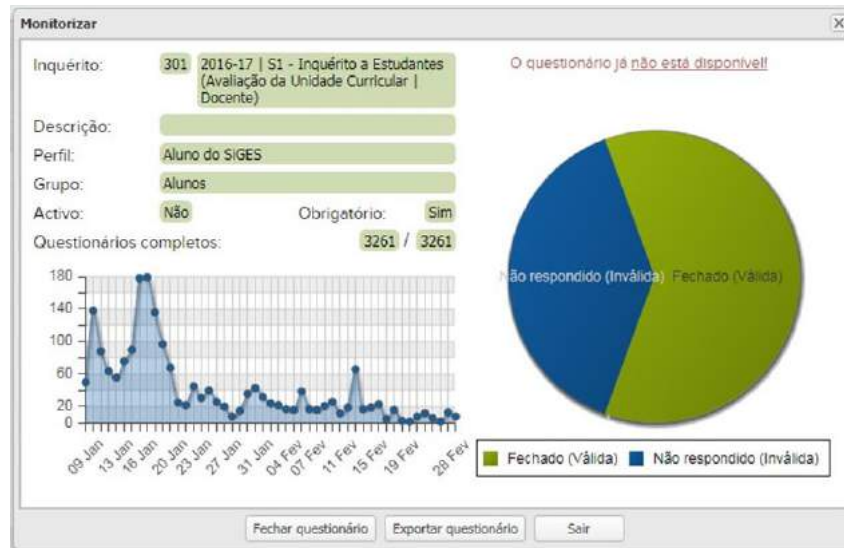 Monitorizar
Inquérito:
301
2016-17 | S1 - Inquérito a Estudantes
(Avaliação da Unidade Curricular |
Docente)
O questionário já não está disponível!
Descrição:
Perfil:
Aluno do SIGES
Grupo:
Alunos
Activo:
Não
Obrigatório:
Sim
Questionários completos:
3261 / 3261
180
140
100
60
20
0
09 Jan
13 Jan
16 Jan
20 Jan
23 Jan
27 Jan
31 Jan
04 Fev
07 Fev
11 Fev
15 Fev
19 Fev
28 Fev
Não respondido (Inválida)
Fechado (Válida)
Fechado (Válida)
Não respondido (Inválida)
Fechar questionário
Exportar questionário
Sair